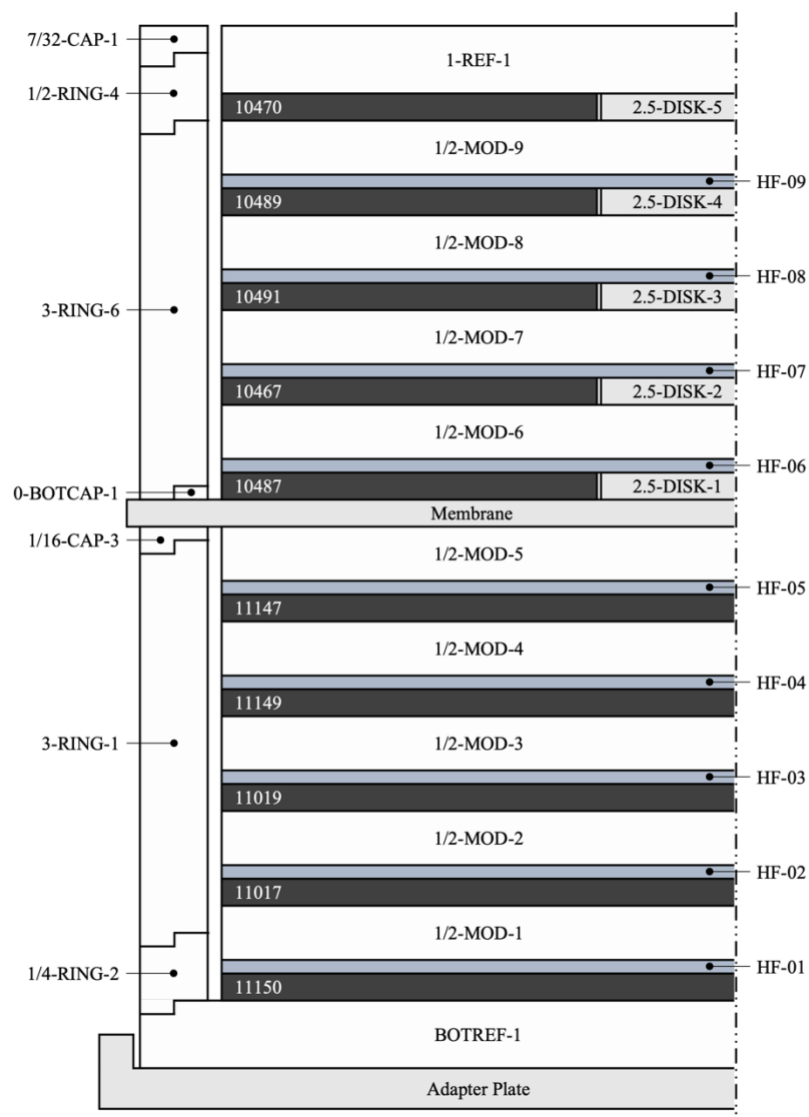 7/32-CAP-1
1-REF-1
1/2-RING-4
10470
2.5-DISK-5
1/2-MOD-9
HF-09
10489
2.5-DISK-4
1/2-MOD-8
HF-08
10491
2.5-DISK-3
3-RING-6
1/2-MOD-7
HF-07
10467
2.5-DISK-2
1/2-MOD-6
HF-06
0-BOTCAP-1
10487
2.5-DISK-1
Membrane
1/16-CAP-3
1/2-MOD-5
HF-05
11147
1/2-MOD-4
HF-04
11149
3-RING-1
1/2-MOD-3
HF-03
11019
1/2-MOD-2
HF-02
11017
1/2-MOD-1
HF-01
1/4-RING-2
11150
BOTREF-1
Adapter Plate